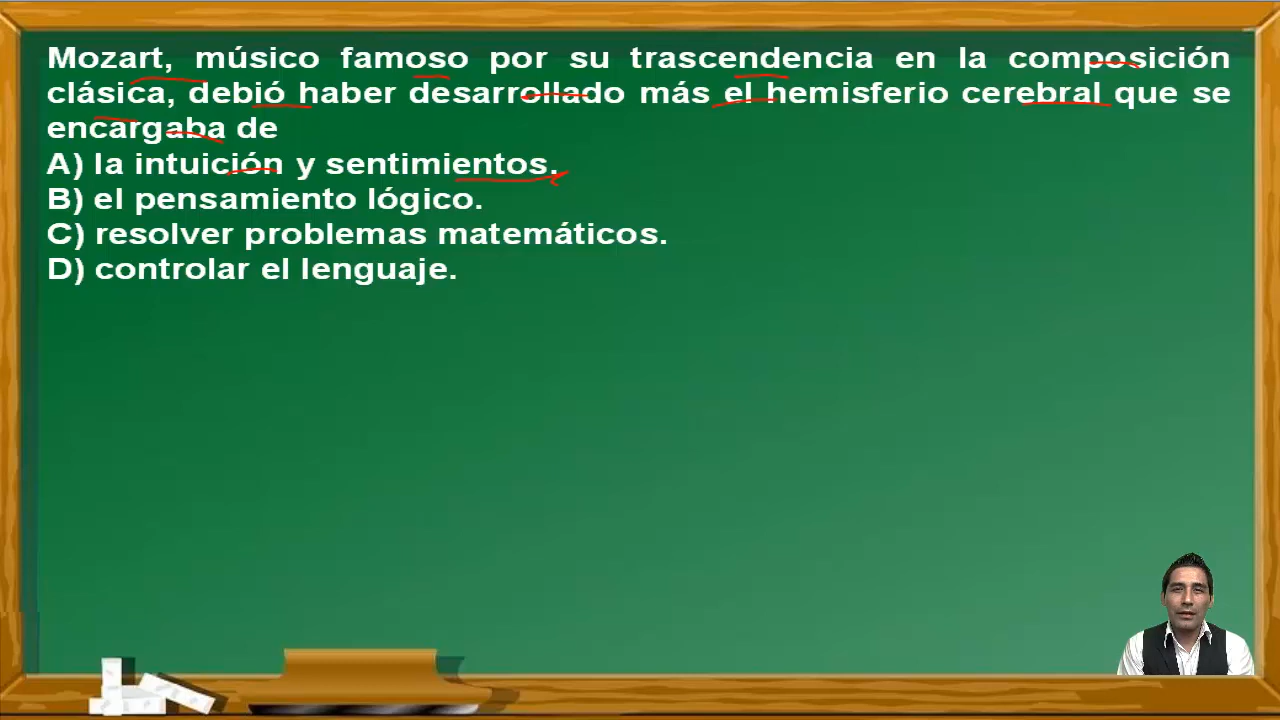 Mozart, músico famoso por su trascendencia en la composición
clásica, debió haber desarrollado más el hemisferio cerebral que se
encargaba de
A) la intuición y sentimientos.
B) el pensamiento lógico.
C) resolver problemas matemáticos.
D) controlar el lenguaje.